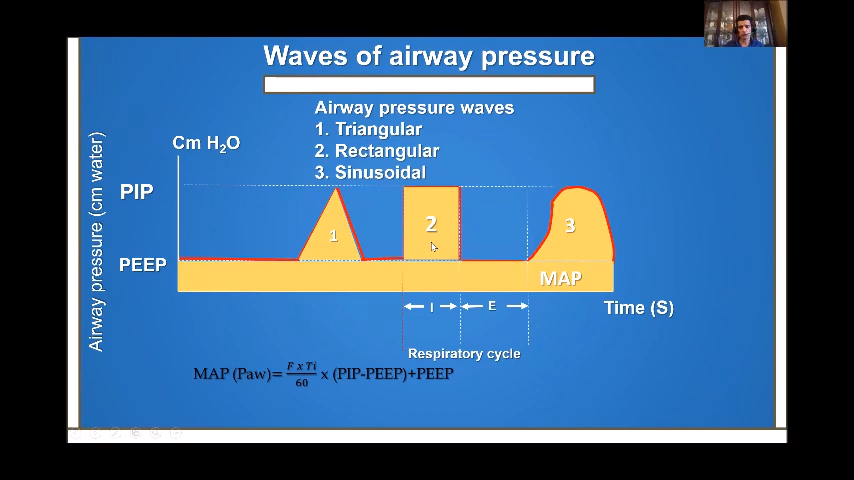 Waves of airway pressure
Airway pressure waves
1. Triangular
2. Rectangular
3. Sinusoidal
Cm H₂O
Airway pressure (cm water)
PIP
PEEP
1
2
3
MAP
I
E
Time (S)
Respiratory cycle
MAP (Paw)= F x Ti / 60 x (PIP-PEEP)+PEEP